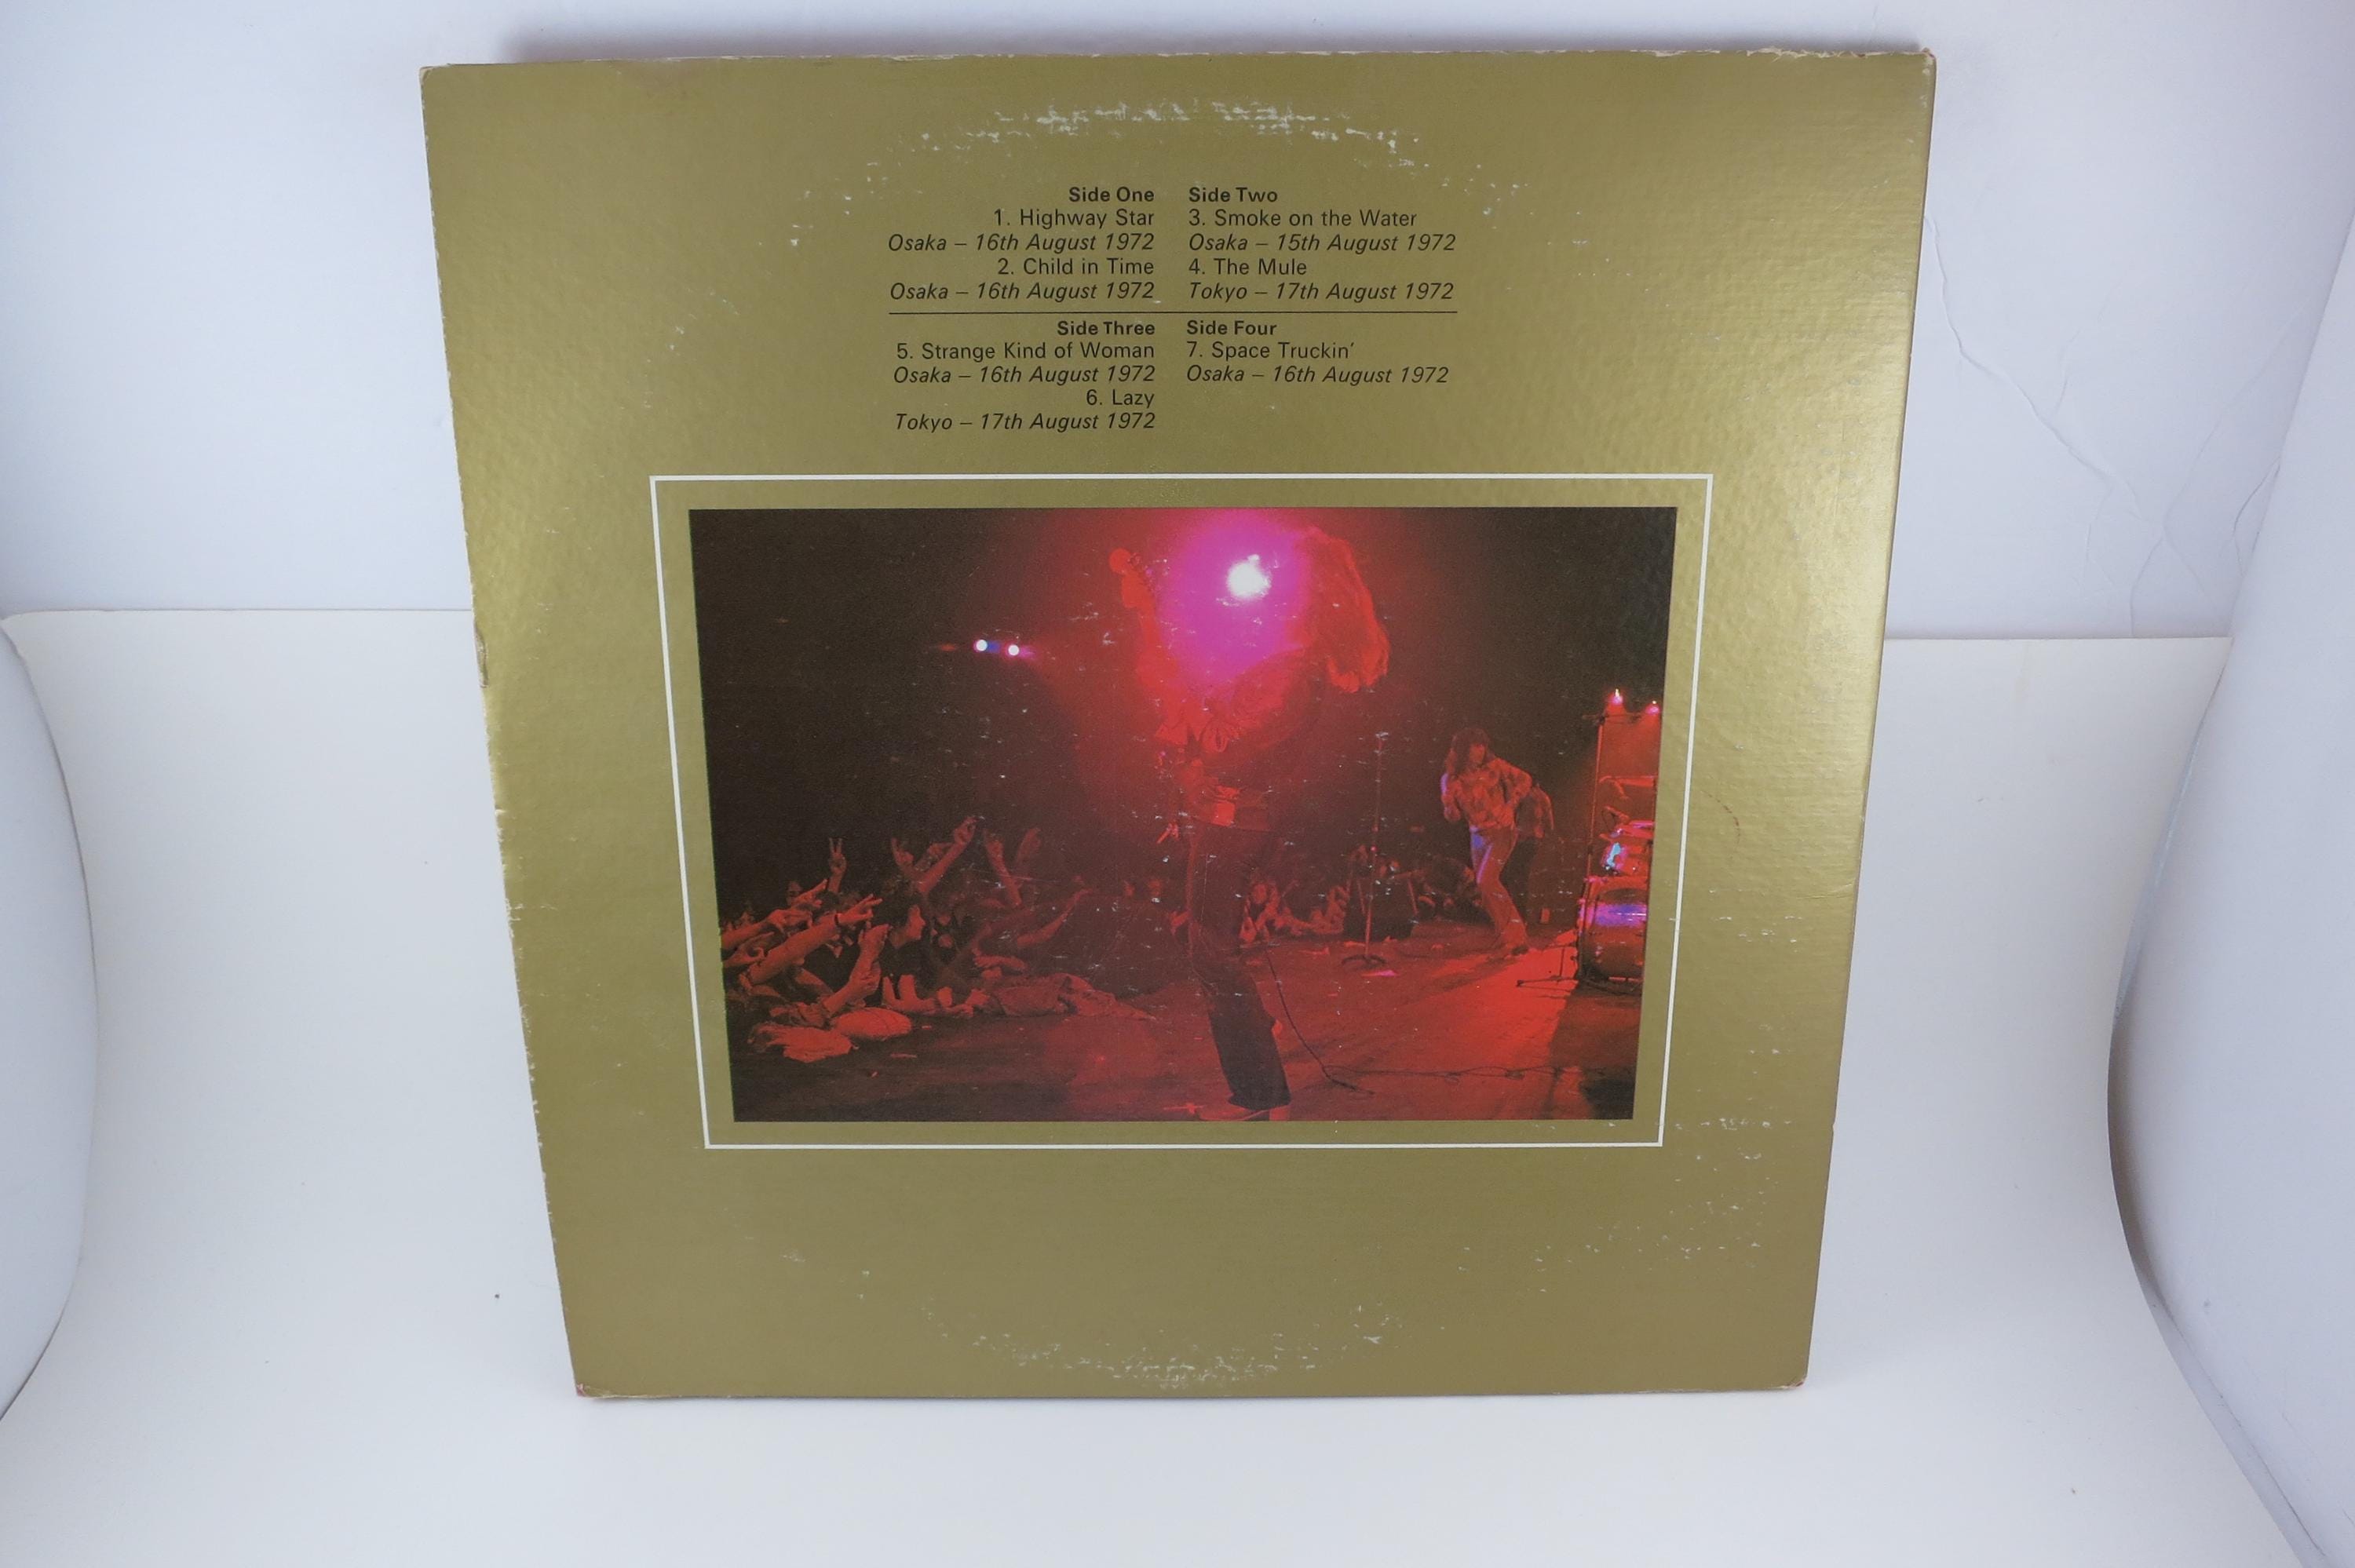 Side One
1. Highway Star
Osaka – 16th August 1972
2. Child in Time
Osaka – 16th August 1972
Side Two
3. Smoke on the Water
Osaka – 15th August 1972
4. The Mule
Tokyo – 17th August 1972
Side Three
5. Strange Kind of Woman
Osaka – 16th August 1972
6. Lazy
Tokyo – 17th August 1972
Side Four
7. Space Truckin'
Osaka – 16th August 1972